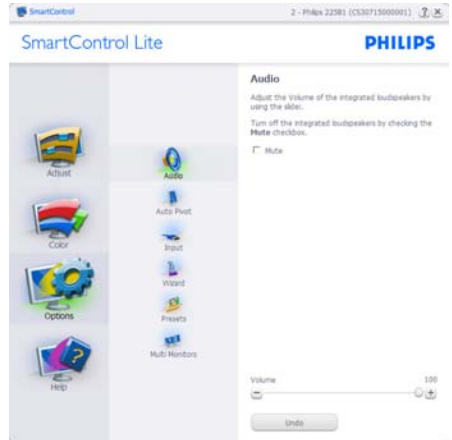 SmartControl
2 - Philips 225B1 (CS30715000001)
SmartControl Lite
PHILIPS
Adjust
Color
Options
Help
Audio
Auto Pivot
Input
Wizard
Presets
Multi Monitors
Audio
Adjust the Volume of the integrated loudspeakers by
using the slider.
Turn off the integrated loudspeakers by checking the
Mute checkbox.
Mute
Volume
100
Undo